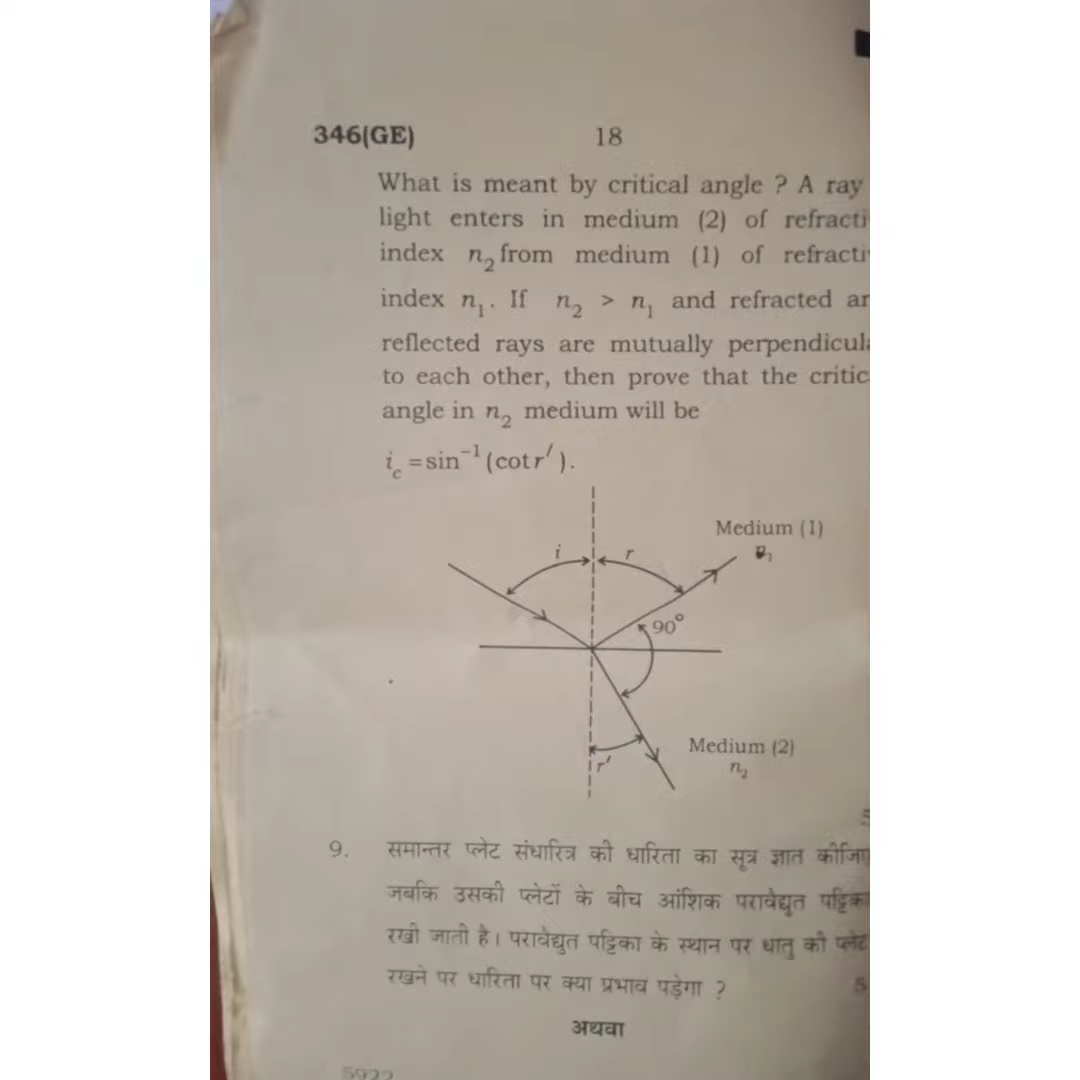 346(GE) 18
What is meant by critical angle ? A ray
light enters in medium (2) of refracti
index n₂ from medium (1) of refracti
index n₁. If n₂ > n₁ and refracted ar
reflected rays are mutually perpendicul
to each other, then prove that the critic
angle in n₂ medium will be
i_c = sin⁻¹ (cot r′).
Medium (1)
n₁
i r
90°
Medium (2)
n₂
r′
9. समान्तर प्लेट संधारित्र की धारिता का सूत्र ज्ञात कीजिए
जबकि उसकी प्लेटों के बीच आंशिक परावैद्युत पट्टिका
रखी जाती है। परावैद्युत पट्टिका के स्थान पर धातु की प्लेट
रखने पर धारिता पर क्या प्रभाव पड़ेगा ? 5
अथवा
5922